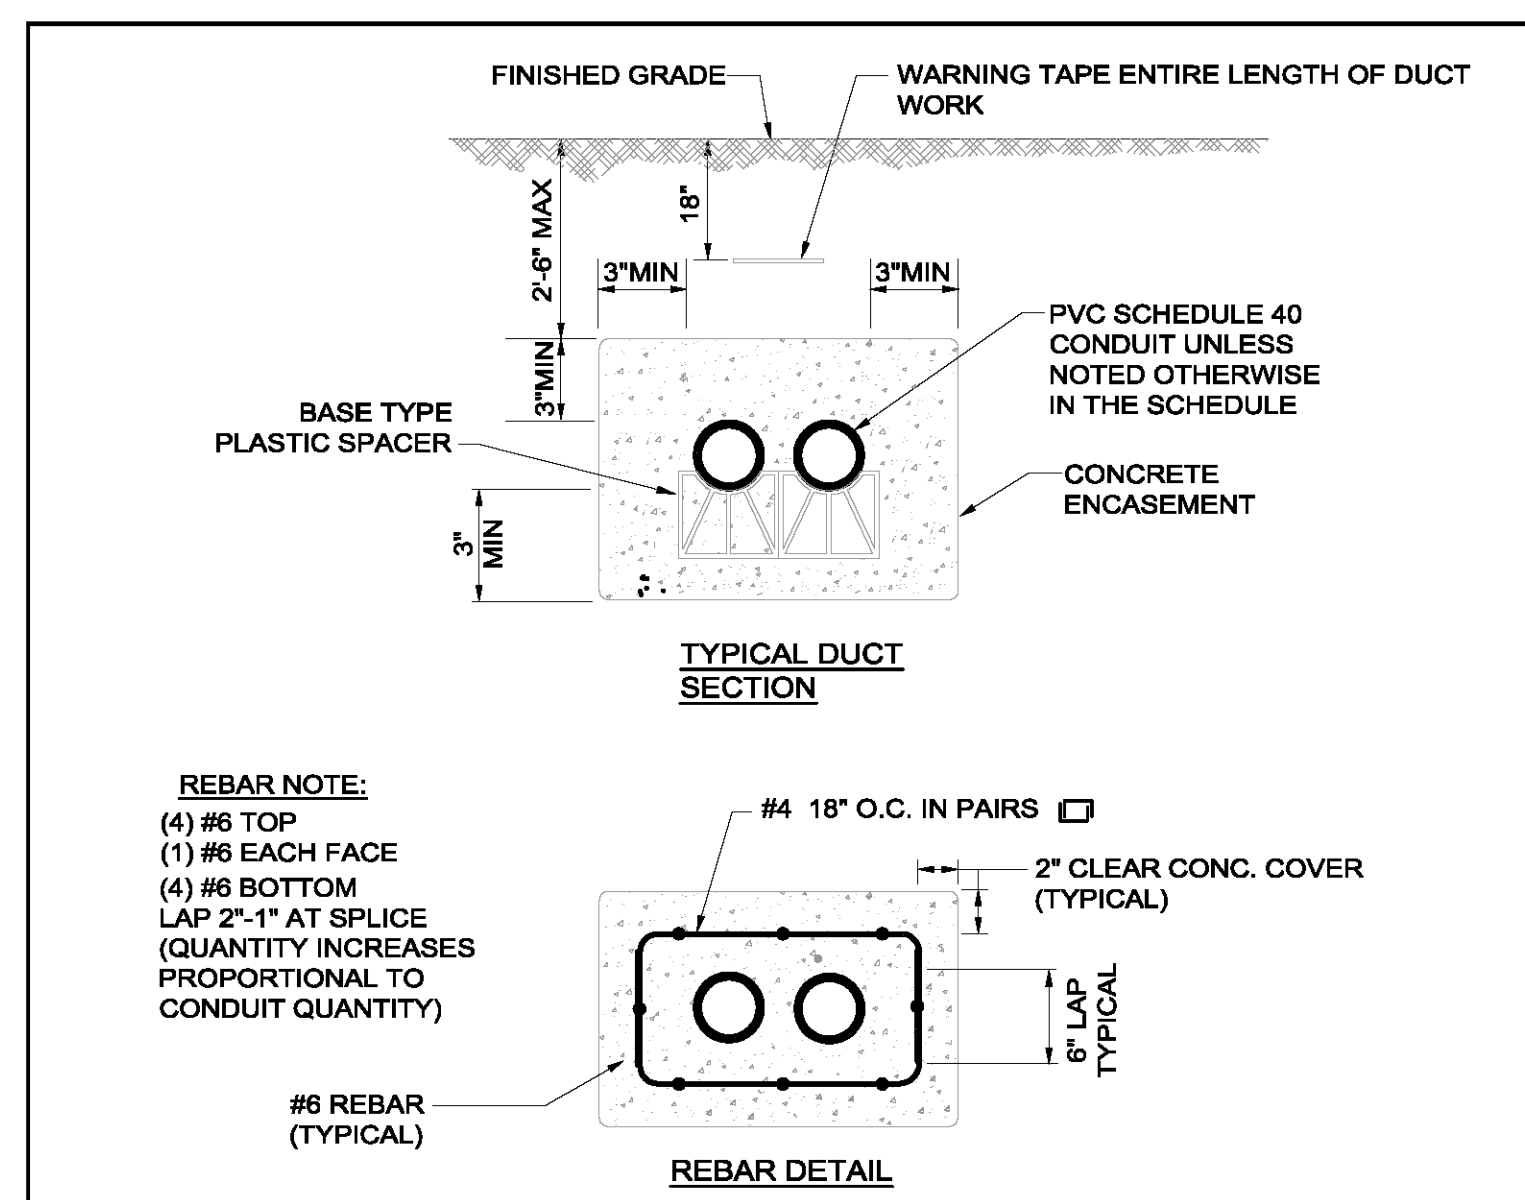 FINISHED GRADE
WARNING TAPE ENTIRE LENGTH OF DUCT
WORK
2'-6" MAX
18"
3"MIN
3"MIN
PVC SCHEDULE 40
CONDUIT UNLESS
NOTED OTHERWISE
IN THE SCHEDULE
3"MIN
BASE TYPE
PLASTIC SPACER
CONCRETE
ENCASEMENT
3"
MIN
TYPICAL DUCT
SECTION
REBAR NOTE:
(4) #6 TOP
(1) #6 EACH FACE
(4) #6 BOTTOM
LAP 2"-1" AT SPLICE
(QUANTITY INCREASES
PROPORTIONAL TO
CONDUIT QUANTITY)
#4 18" O.C. IN PAIRS
2" CLEAR CONC. COVER
(TYPICAL)
6" LAP
TYPICAL
#6 REBAR
(TYPICAL)
REBAR DETAIL